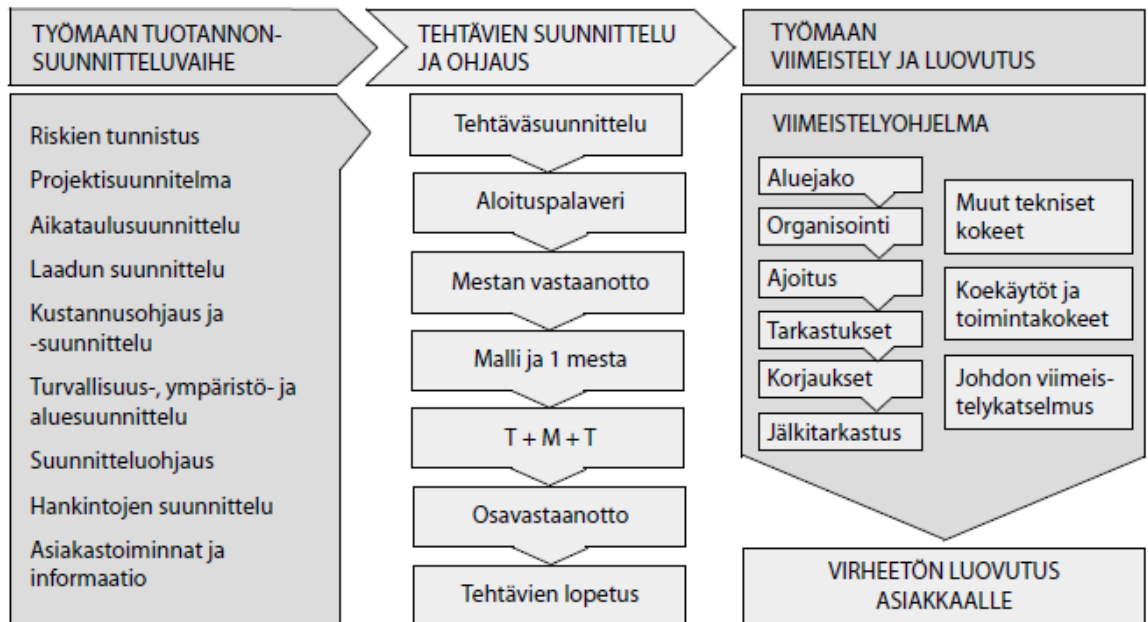 TYÖMAAN TUOTANNON-
SUUNNITTELUVAIHE
Riskien tunnistus
Projektisuunnitelma
Aikataulusuunnittelu
Laadun suunnittelu
Kustannusohjaus ja
-suunnittelu
Turvallisuus-, ympäristö- ja
aluesuunnittelu
Suunnitteluohjaus
Hankintojen suunnittelu
Asiakastoiminnat ja
informaatio
TEHTÄVIEN SUUNNITTELU
JA OHJAUS
Tehtäväsuunnittelu
Aloituspalaveri
Mestan vastaanotto
Malli ja 1 mesta
T + M + T
Osavastaanotto
Tehtävien lopetus
TYÖMAAN
VIIMEISTELY JA LUOVUTUS
VIIMEISTELYOHJELMA
Aluejako
Organisointi
Ajoitus
Tarkastukset
Korjaukset
Jälkitarkastus
Muut tekniset
kokeet
Koekäytöt ja
toimintakokeet
Johdon viimeis-
telykatselmus
VIRHEETÖN LUOVUTUS
ASIAKKAALLE